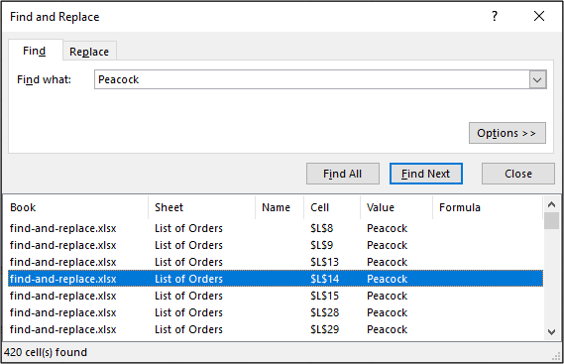 Find and Replace ? ×
Find Replace
Find what: Peacock
Options >>
Find All Find Next Close
Book Sheet Name Cell Value Formula
find-and-replace.xlsx List of Orders $L$8 Peacock
find-and-replace.xlsx List of Orders $L$9 Peacock
find-and-replace.xlsx List of Orders $L$13 Peacock
find-and-replace.xlsx List of Orders $L$14 Peacock
find-and-replace.xlsx List of Orders $L$15 Peacock
find-and-replace.xlsx List of Orders $L$28 Peacock
find-and-replace.xlsx List of Orders $L$29 Peacock
420 cell(s) found